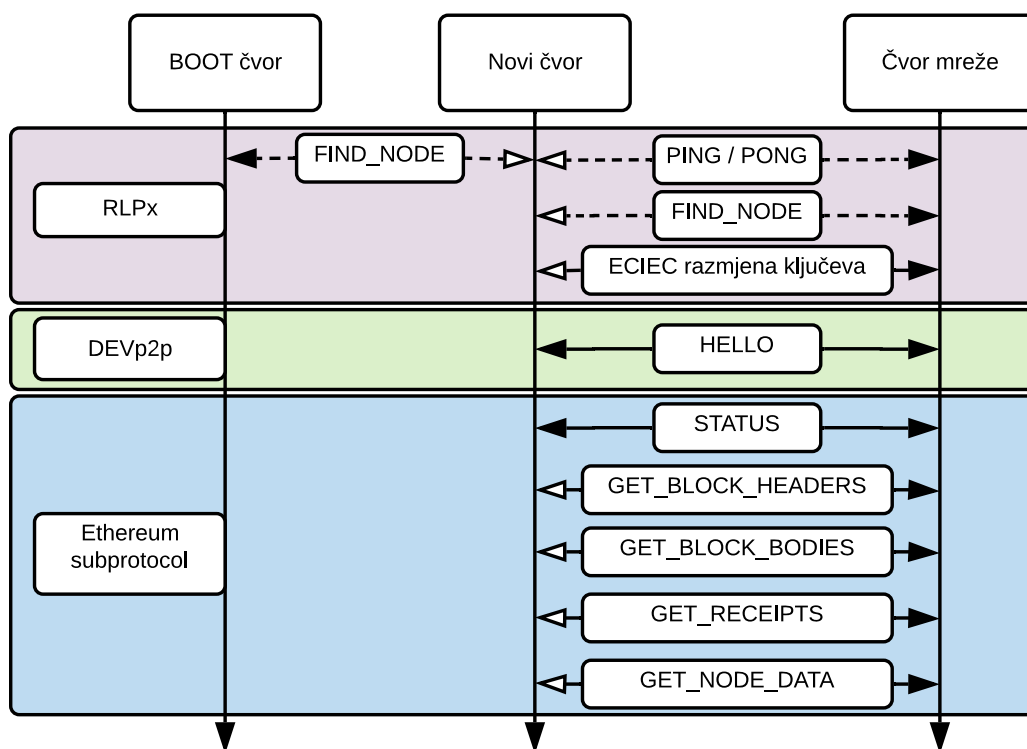 BOOT čvor
Novi čvor
Čvor mreže
FIND_NODE
PING / PONG
RLPx
FIND_NODE
ECIEC razmjena ključeva
DEVp2p
HELLO
STATUS
GET_BLOCK_HEADERS
Ethereum
subprotocol
GET_BLOCK_BODIES
GET_RECEIPTS
GET_NODE_DATA